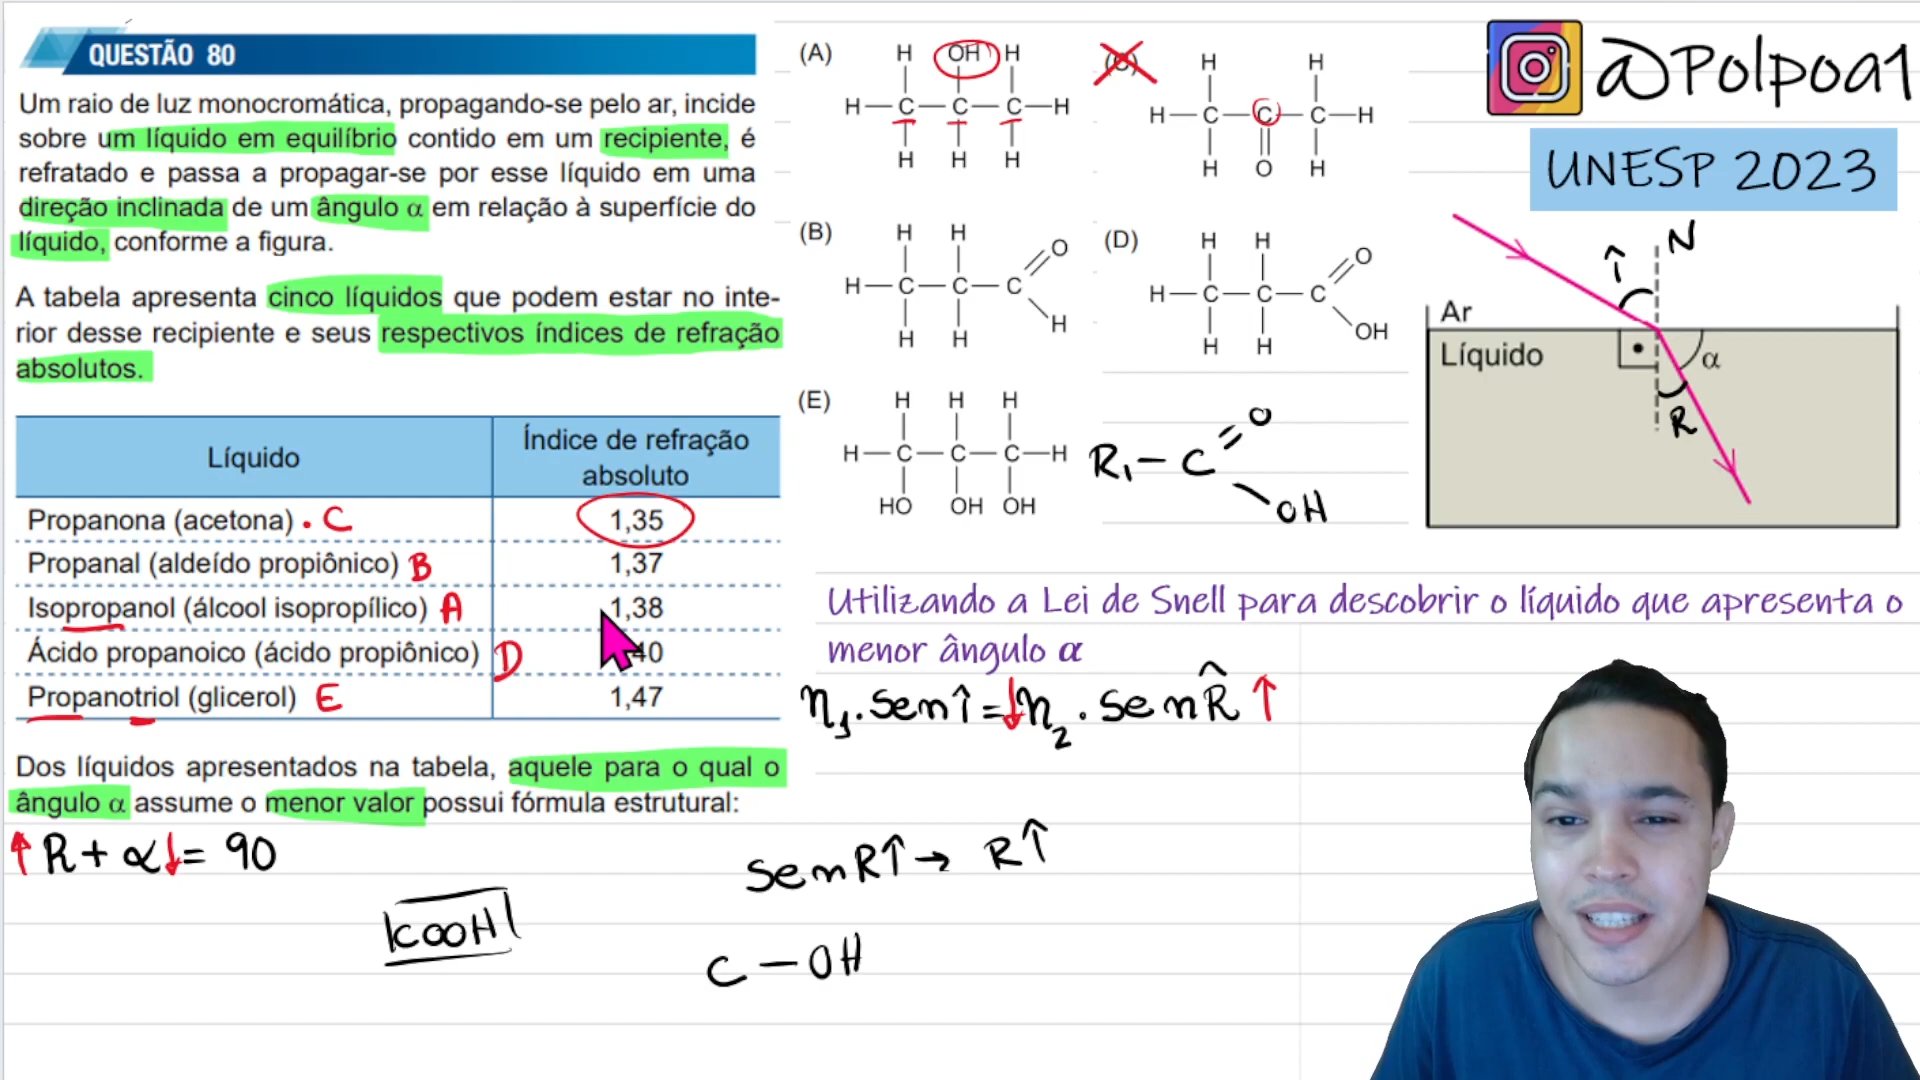 QUESTÃO 80
Um raio de luz monocromática, propagando-se pelo ar, incide
sobre um líquido em equilíbrio contido em um recipiente, é
refratado e passa a propagar-se por esse líquido em uma
direção inclinada de um ângulo α em relação à superfície do
líquido, conforme a figura.
A tabela apresenta cinco líquidos que podem estar no inte-
rior desse recipiente e seus respectivos índices de refração
absolutos.
Líquido
Índice de refração
absoluto
Propanona (acetona) . C 1,35
Propanal (aldeído propiônico) B 1,37
Isopropanol (álcool isopropílico) A 1,38
Ácido propanoico (ácido propiônico) D 40
Propanotriol (glicerol) E 1,47
Dos líquidos apresentados na tabela, aquele para o qual o
ângulo α assume o menor valor possui fórmula estrutural:
↑ R + α ↓ = 90
COOH
sen R ↑ → R ↑
C — OH
(A)
H OH H
H—C—C—C—H
H H H
(B)
H H O
H—C—C—C
H H H
(C)
H H
H—C—C—C—H
H O H
(D)
H H O
H—C—C—C
H H OH
(E)
H H H
H—C—C—C—H
HO OH OH
R₁ — C = O
OH
@Polpoa1
UNESP 2023
N
î
Ar
Líquido
α
R
Utilizando a Lei de Snell para descobrir o líquido que apresenta o
menor ângulo α
n₁ . sen î = ↓ n₂ . sen R̂ ↑